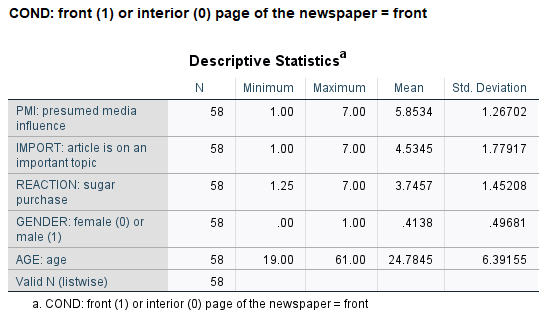 COND: front (1) or interior (0) page of the newspaper = front
Descriptive Statisticsa
N Minimum Maximum Mean Std. Deviation
PMI: presumed media influence 58 1.00 7.00 5.8534 1.26702
IMPORT: article is on an important topic 58 1.00 7.00 4.5345 1.77917
REACTION: sugar purchase 58 1.25 7.00 3.7457 1.45208
GENDER: female (0) or male (1) 58 .00 1.00 .4138 .49681
AGE: age 58 19.00 61.00 24.7845 6.39155
Valid N (listwise) 58
a. COND: front (1) or interior (0) page of the newspaper = front